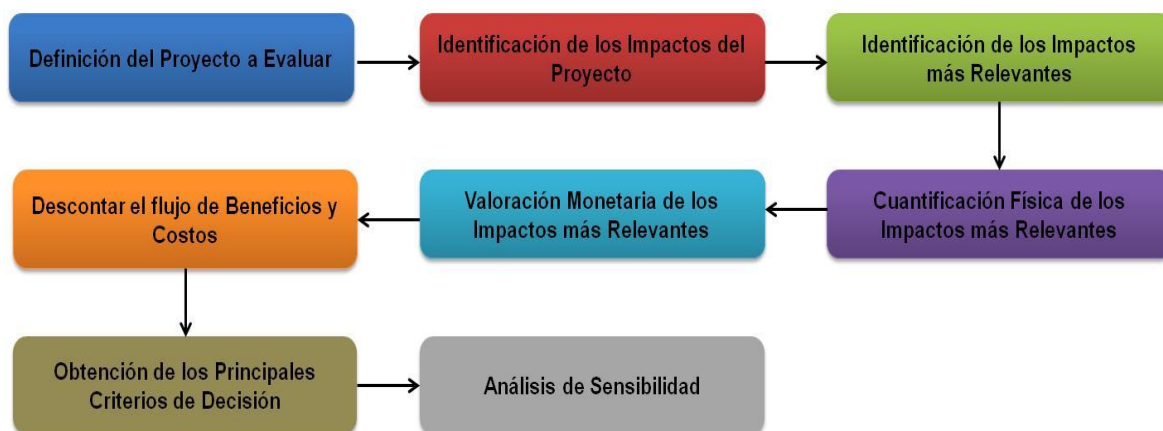 Definición del Proyecto a Evaluar
Identificación de los Impactos del
Proyecto
Identificación de los Impactos
más Relevantes
Cuantificación Física de los
Impactos más Relevantes
Valoración Monetaria de los
Impactos más Relevantes
Descontar el flujo de Beneficios y
Costos
Obtención de los Principales
Criterios de Decisión
Análisis de Sensibilidad